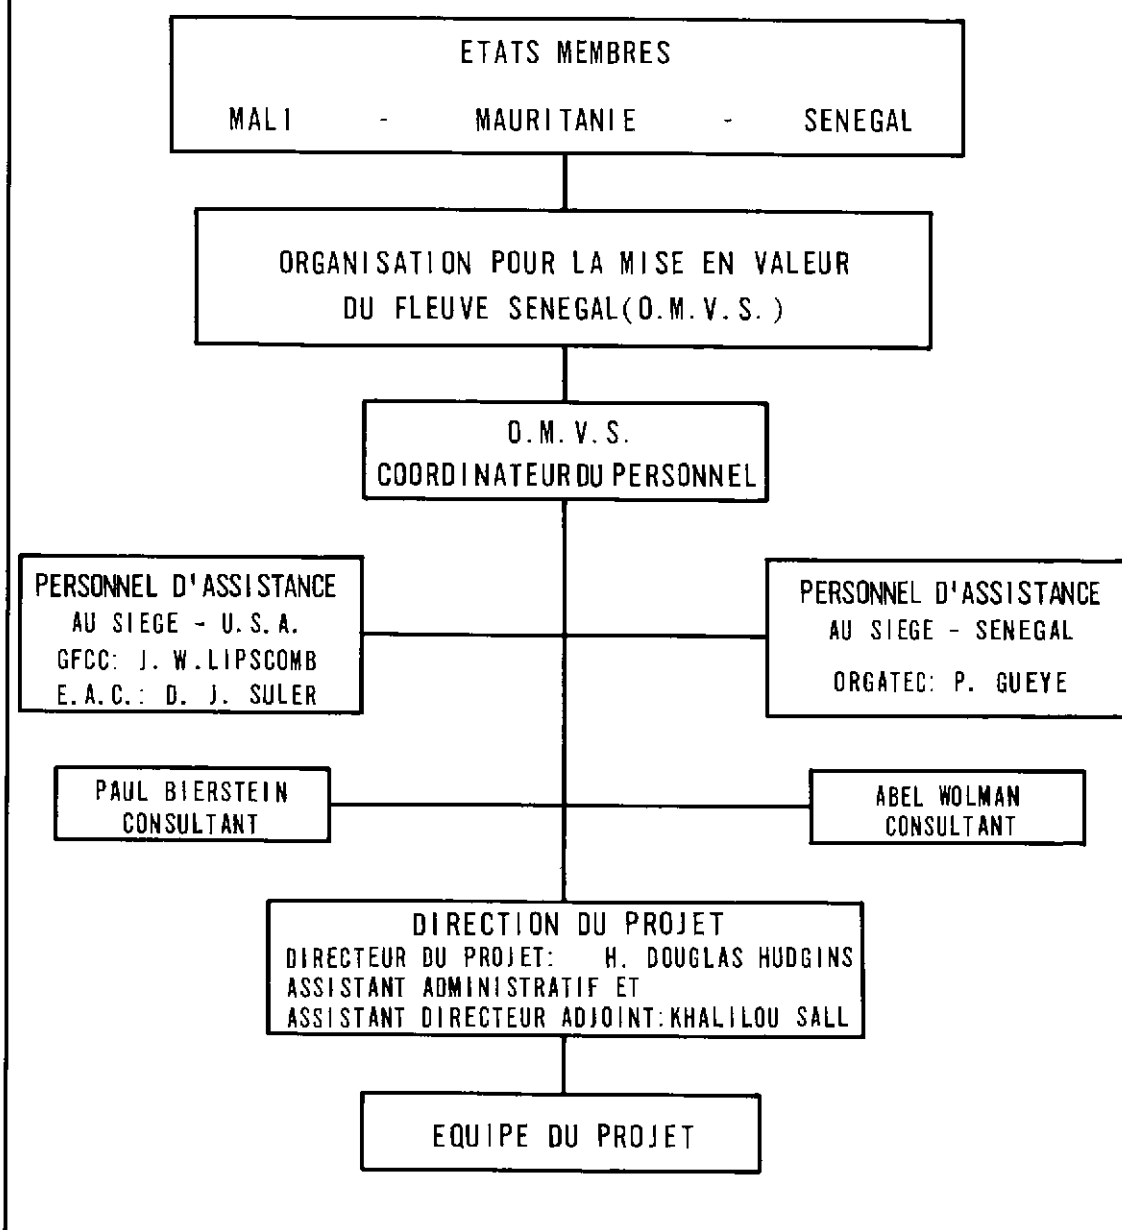 ETATS MEMBRES
MALI - MAURITANIE - SENEGAL
ORGANISATION POUR LA MISE EN VALEUR
DU FLEUVE SENEGAL(O.M.V.S.)
O.M.V.S.
COORDINATEUR DU PERSONNEL
PERSONNEL D'ASSISTANCE
AU SIEGE - U.S.A.
GFCC: J. W. LIPSCOMB
E.A.C.: D. J. SULER
PERSONNEL D'ASSISTANCE
AU SIEGE - SENEGAL
ORGATEC: P. GUEYE
PAUL BIERSTEIN
CONSULTANT
ABEL WOLMAN
CONSULTANT
DIRECTION DU PROJET
DIRECTEUR DU PROJET: H. DOUGLAS HUDGINS
ASSISTANT ADMINISTRATIF ET
ASSISTANT DIRECTEUR ADJOINT: KHALILOU SALL
EQUIPE DU PROJET